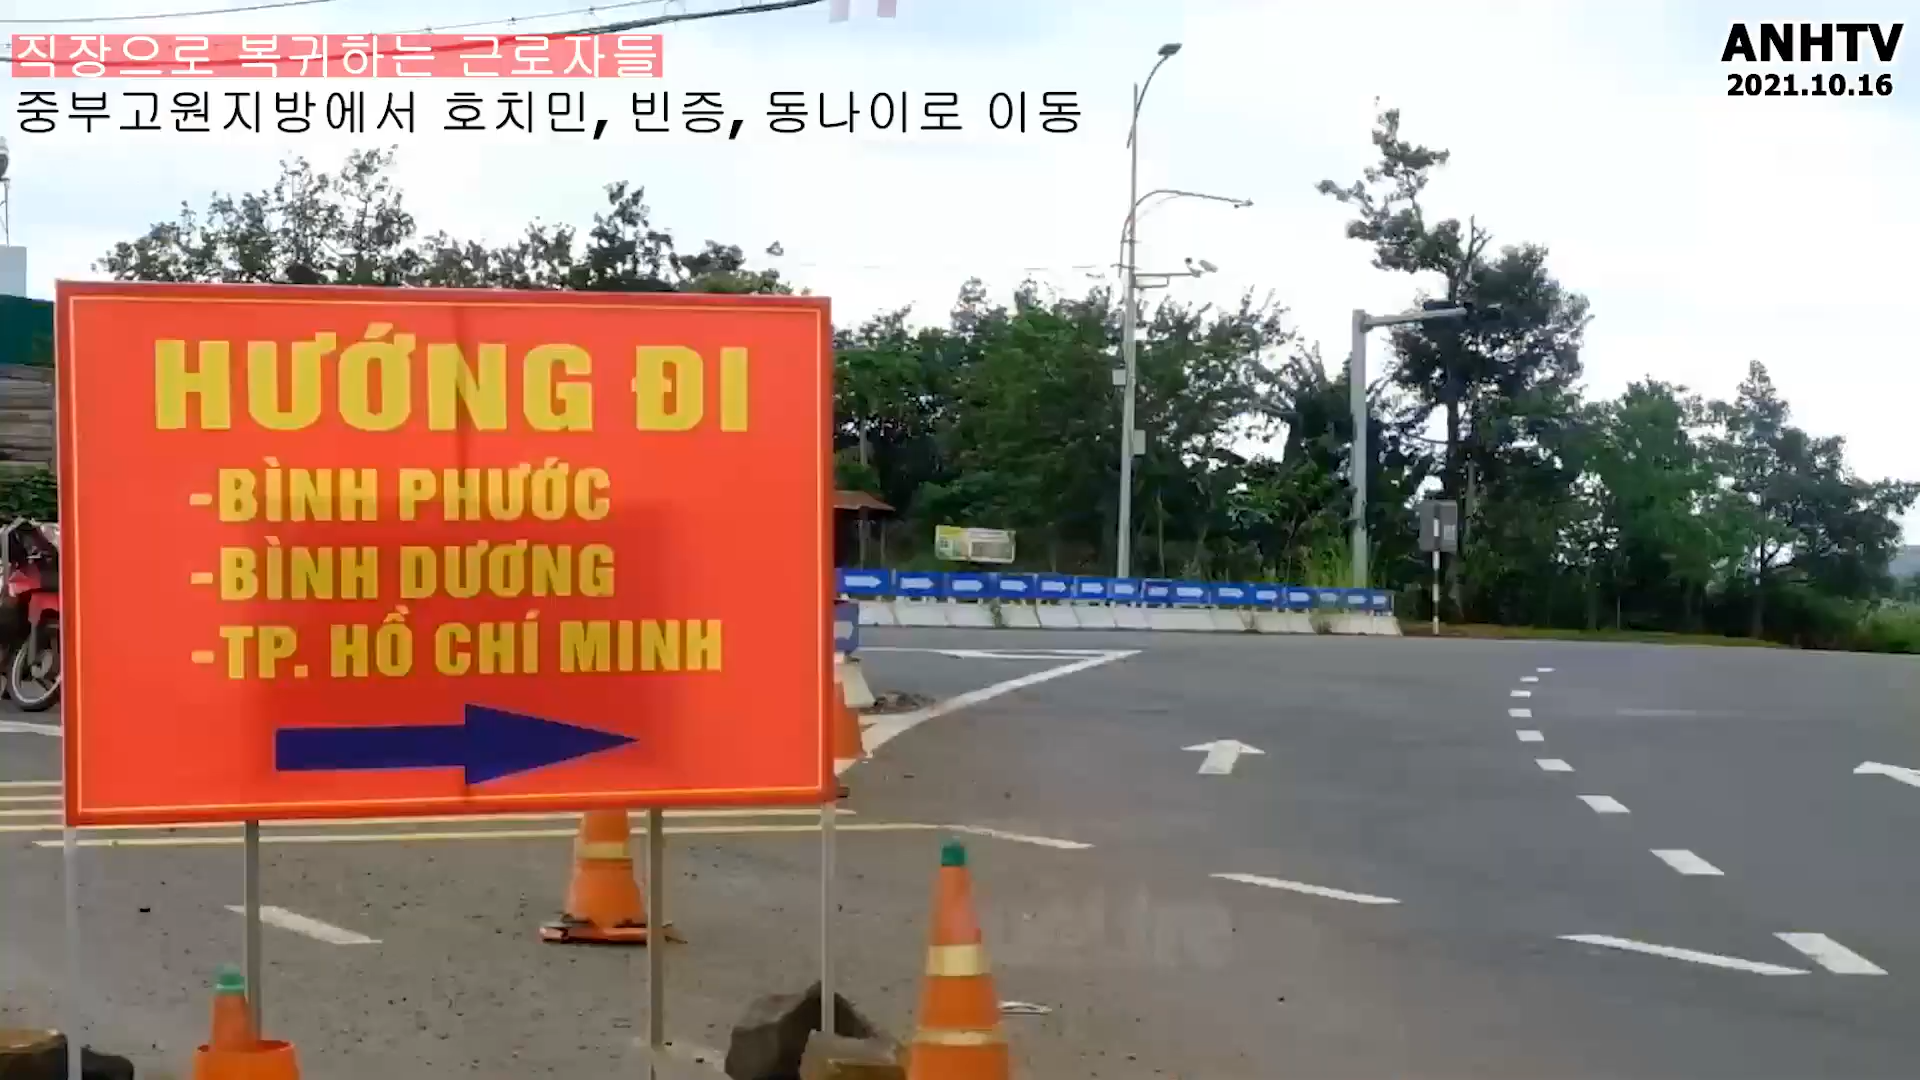 직장으로 복귀하는 근로자들
중부고원지방에서 호치민, 빈증, 동나이로 이동
ANHTV
2021.10.16
HƯỚNG ĐI
-BÌNH PHƯỚC
-BÌNH DƯƠNG
-TP. HỒ CHÍ MINH